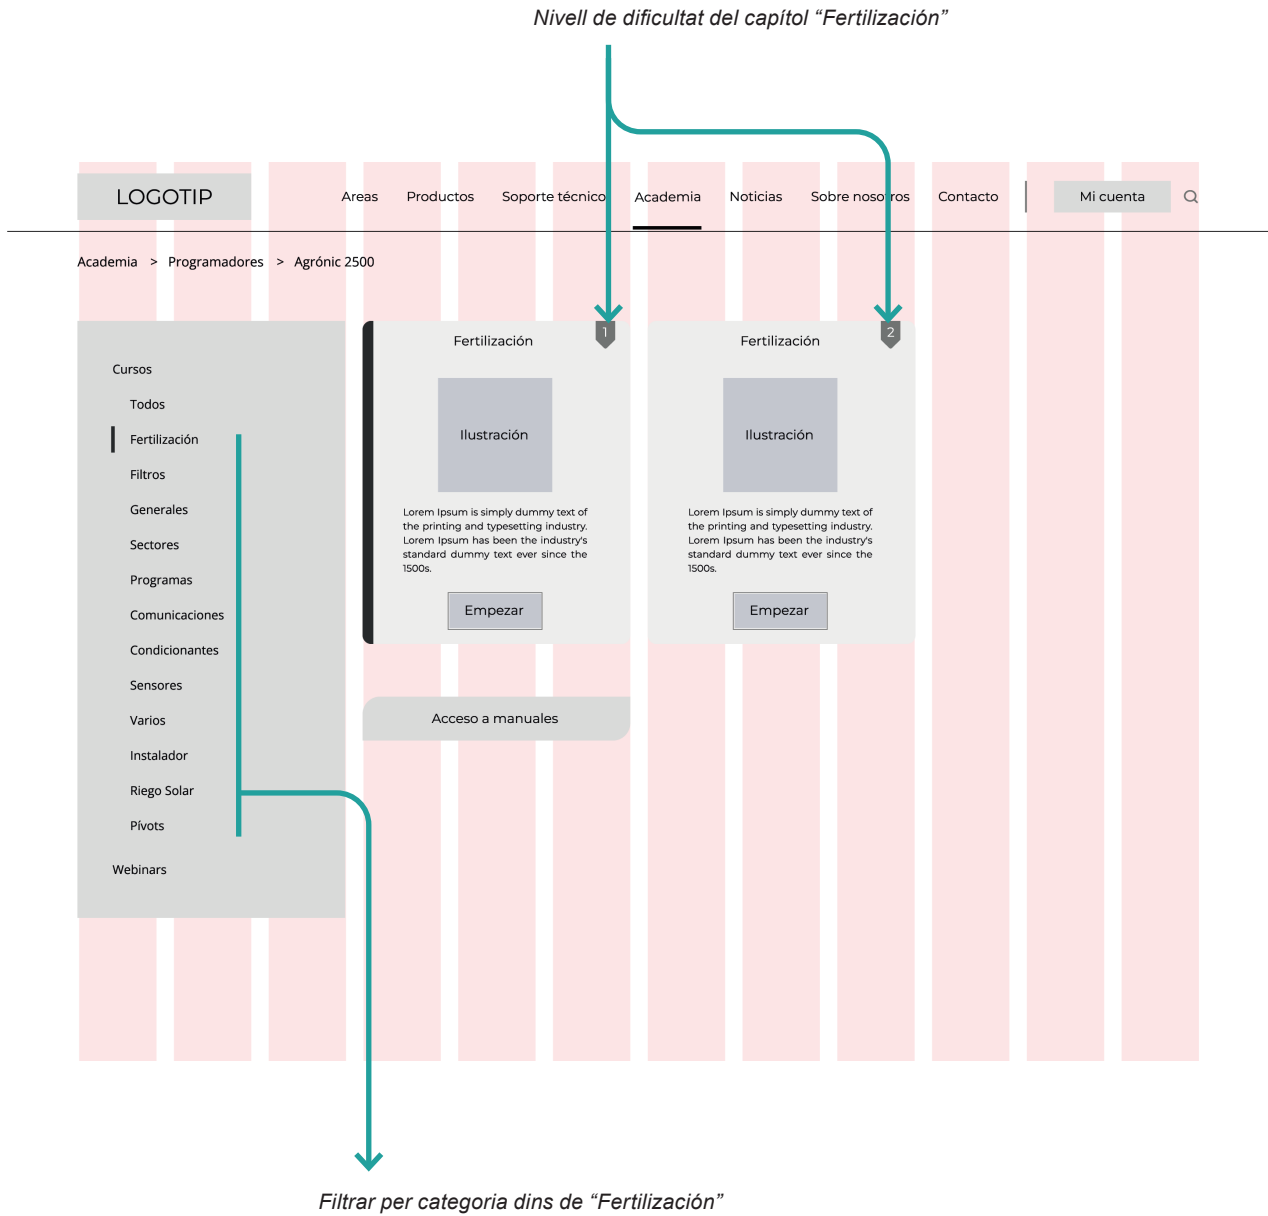 Nivell de dificultat del capítol “Fertilización”
LOGOTIP
Areas Productos Soporte técnico Academia Noticias Sobre nosotros Contacto Mi cuenta
Academia > Programadores > Agrónic 2500
Cursos
Todos
Fertilización
Filtros
Generales
Sectores
Programas
Comunicaciones
Condicionantes
Sensores
Varios
Instalador
Riego Solar
Pívots
Webinars
Fertilización
1
Ilustración
Lorem Ipsum is simply dummy text of
the printing and typesetting industry.
Lorem Ipsum has been the industry's
standard dummy text ever since the
1500s.
Empezar
Fertilización
2
Ilustración
Lorem Ipsum is simply dummy text of
the printing and typesetting industry.
Lorem Ipsum has been the industry's
standard dummy text ever since the
1500s.
Empezar
Acceso a manuales
Filtrar per categoria dins de “Fertilización”